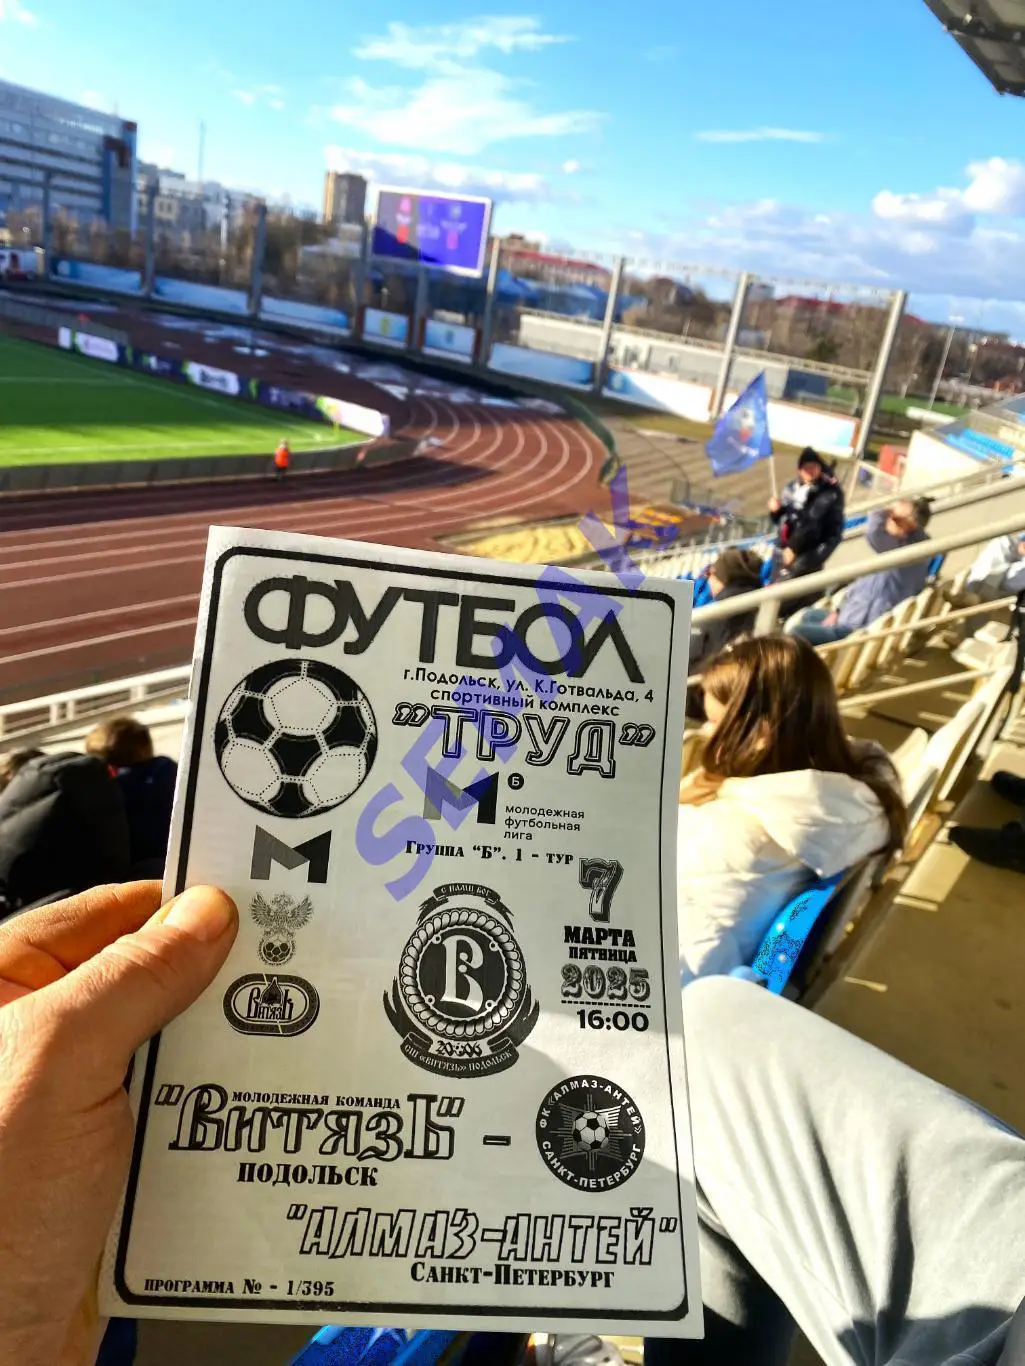 ФУТБОЛ
г.Подольск, ул. К.Готвальда, 4
спортивный комплекс
"ТРУД"
М Б
молодежная
футбольная
лига
Группа "Б". 1 - тур
7
МАРТА
ПЯТНИЦА
2025
16:00
М
С НАМИ БОГ
В
2006
СШ «ВИТЯЗЬ» ПОДОЛЬСК
ВИТЯЗЬ
МОЛОДЕЖНАЯ КОМАНДА
"ВИТЯЗЬ" -
ПОДОЛЬСК
ФК «АЛМАЗ-АНТЕЙ»
САНКТ-ПЕТЕРБУРГ
"АЛМАЗ-АНТЕЙ"
САНКТ-ПЕТЕРБУРГ
ПРОГРАММА № - 1/395
SEMAK